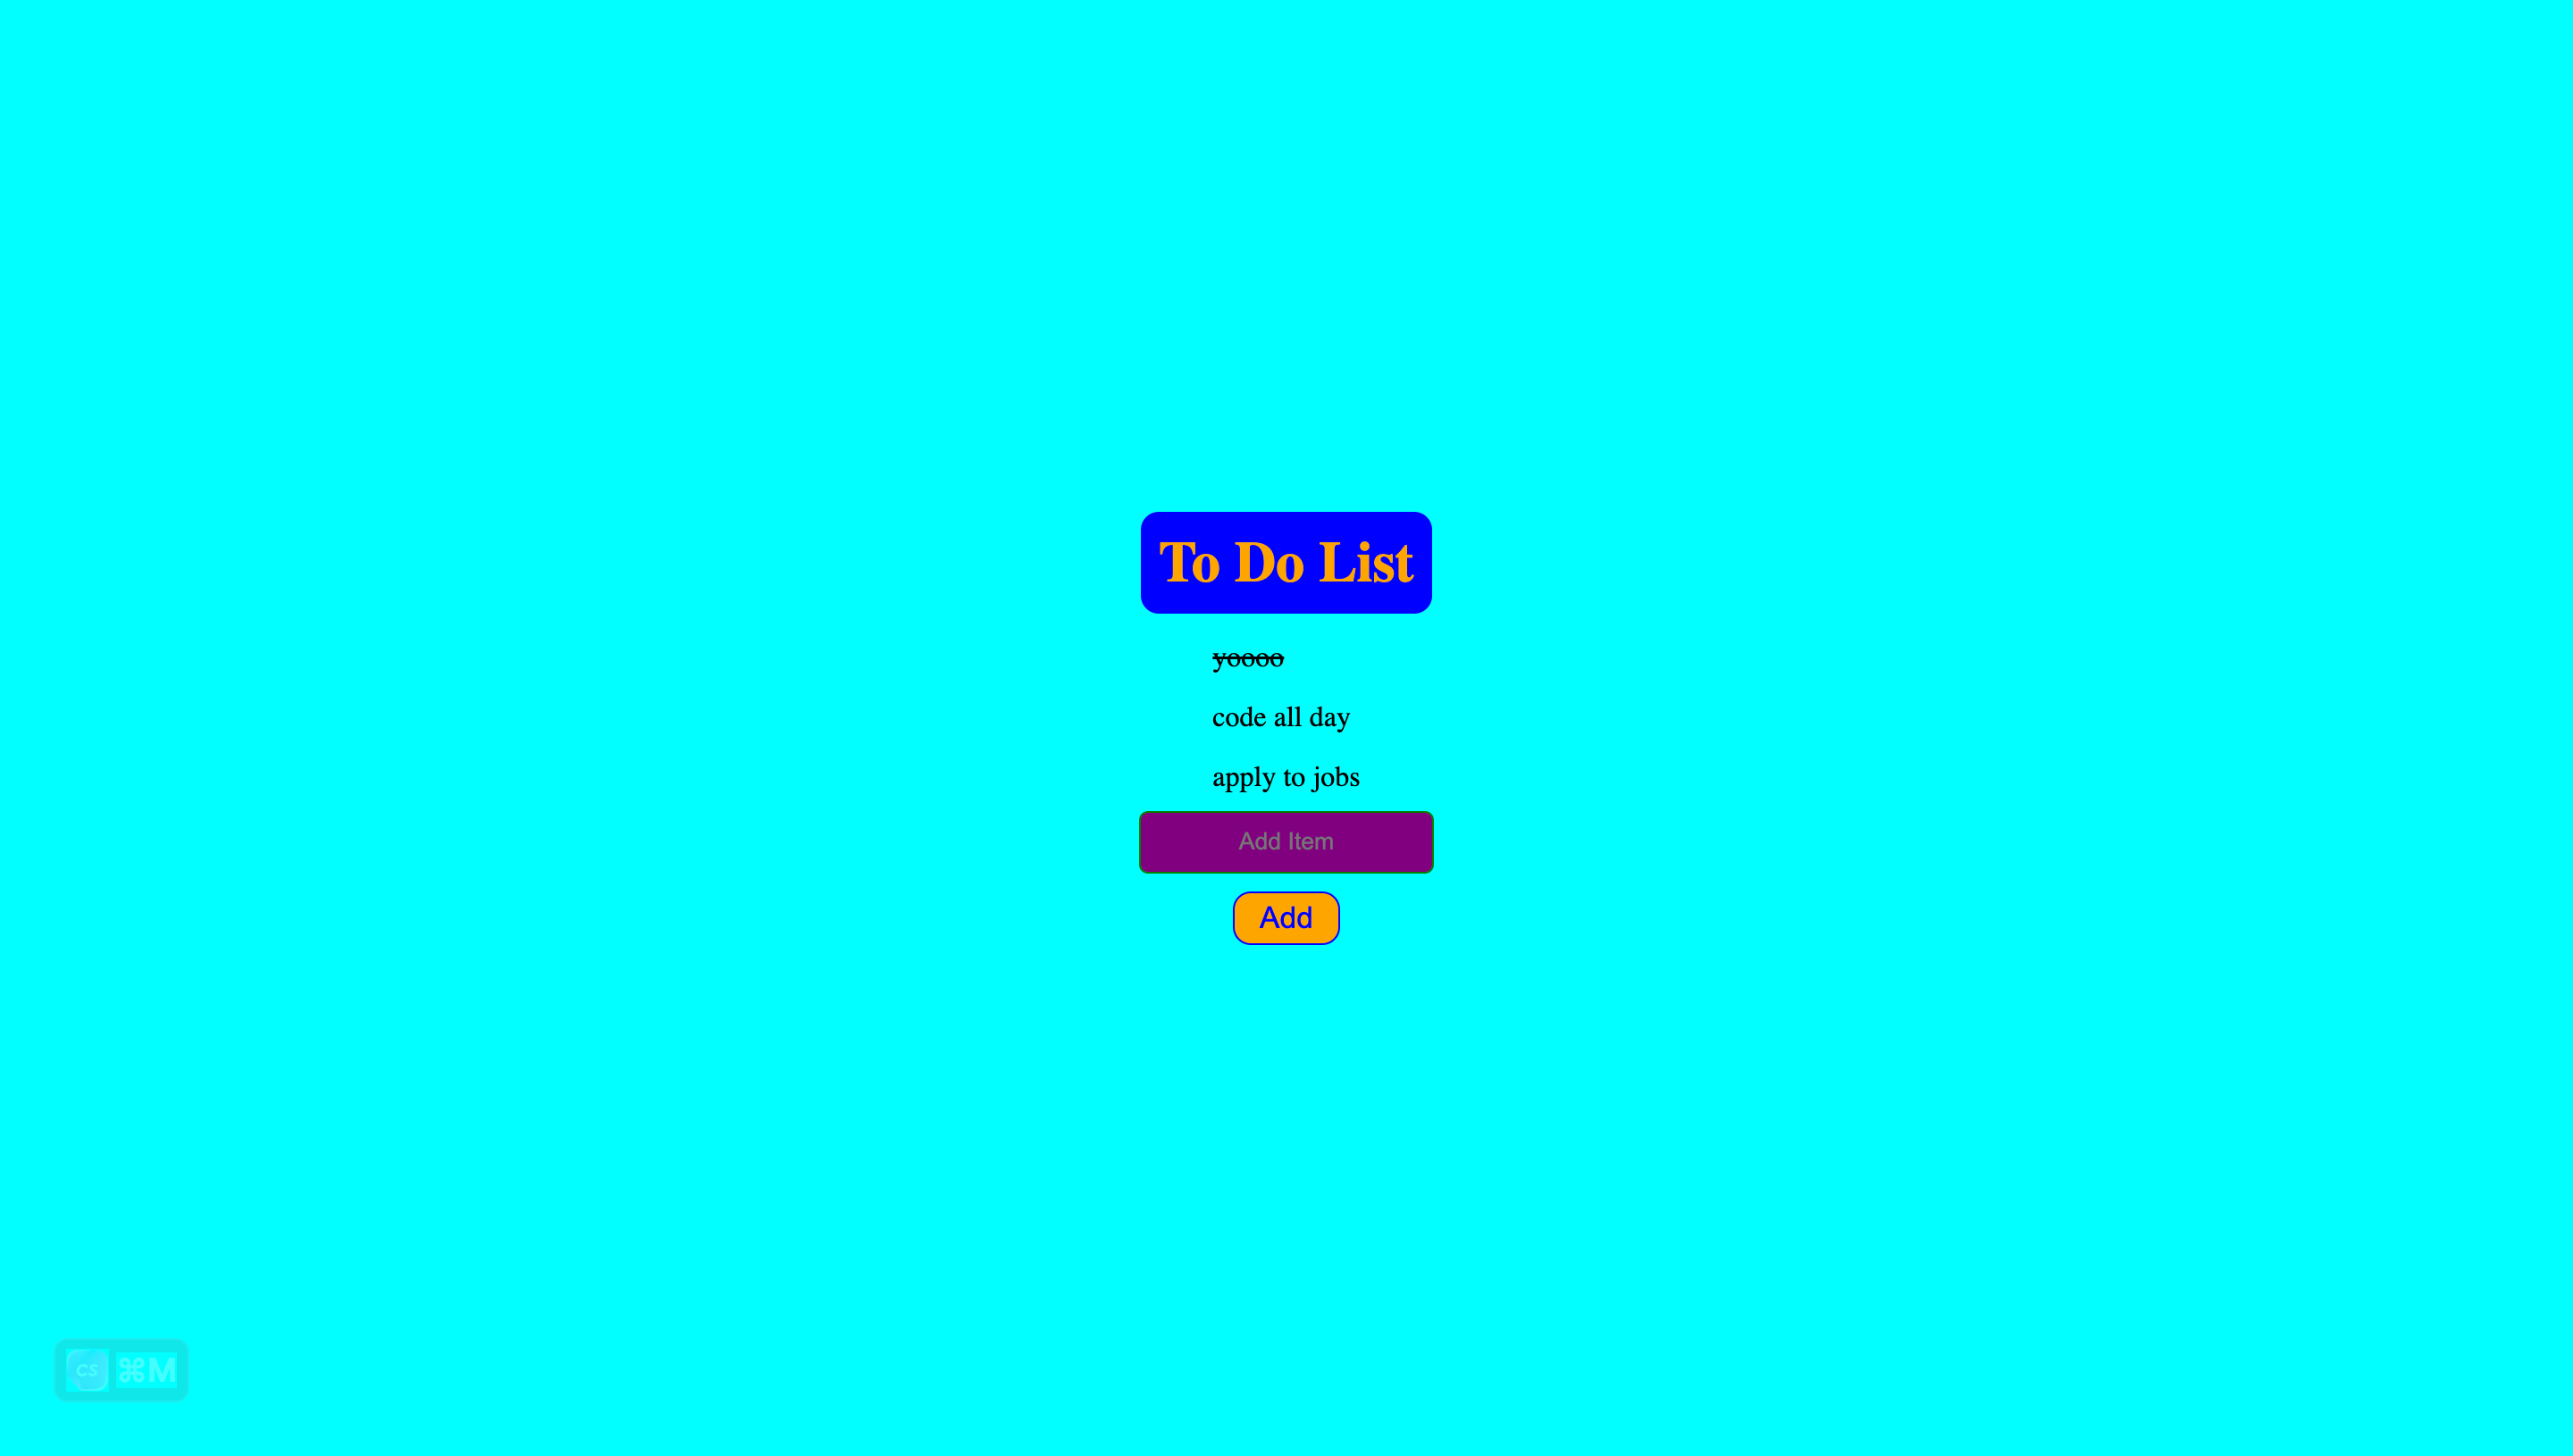 To Do List
yoooo
code all day
apply to jobs
Add Item
Add
CS ⌘M